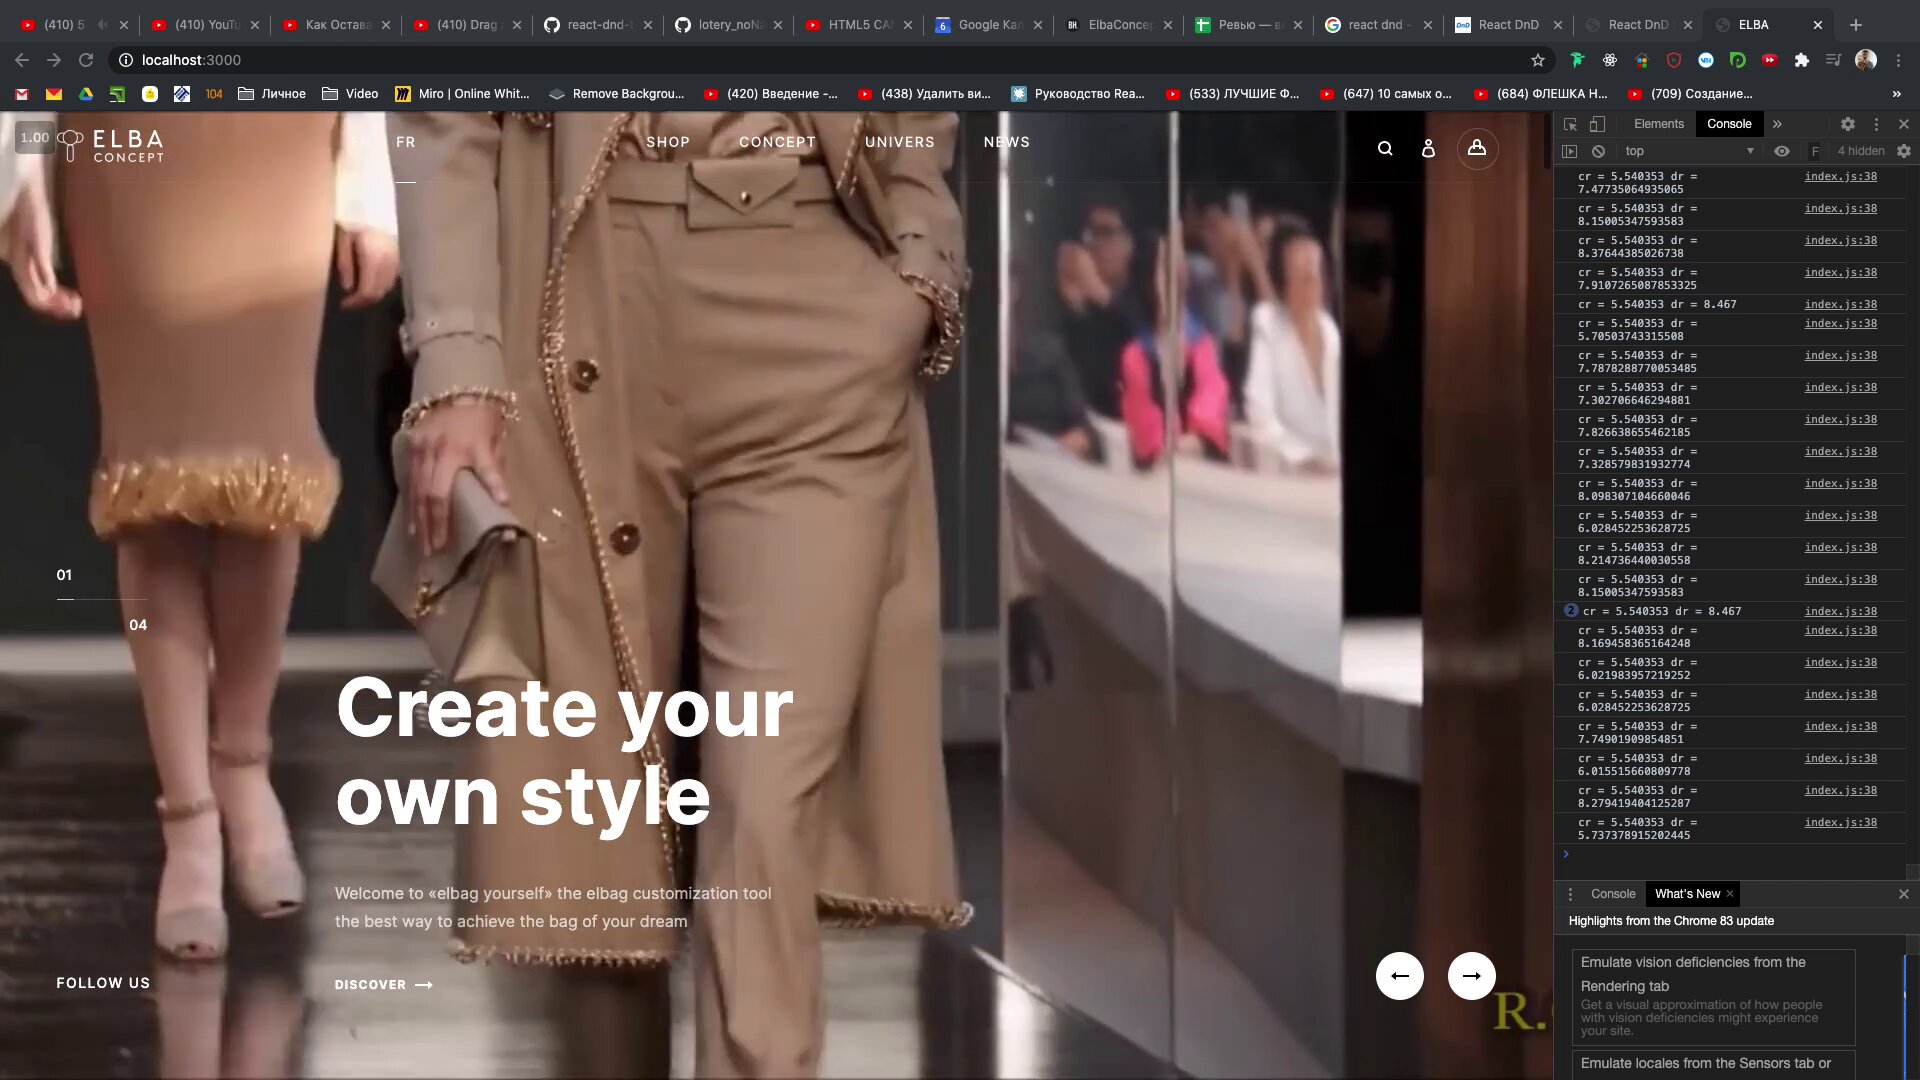 (410) 5
(410) YouTu
Как Остава
(410) Drag
react-dnd-t
lotery_noNa
HTML5 CAN
Google Кал
ElbaConcep
Ревью — во
react dnd -
React DnD
React DnD
ELBA
localhost:3000
104
Личное
Video
Miro | Online Whit...
Remove Backgrou...
(420) Введение -...
(438) Удалить ви...
Руководство Rea...
(533) ЛУЧШИЕ Ф...
(647) 10 самых о...
(684) ФЛЕШКА Н...
(709) Создание...
»
1.00
ELBA
CONCEPT
FR
SHOP
CONCEPT
UNIVERS
NEWS
01
04
Create your
own style
Welcome to «elbag yourself» the elbag customization tool
the best way to achieve the bag of your dream
DISCOVER
FOLLOW US
R.
Elements
Console
»
top
F
4 hidden
cr = 5.540353 dr = index.js:38
7.47735064935065
cr = 5.540353 dr = index.js:38
8.15005347593583
cr = 5.540353 dr = index.js:38
8.37644385026738
cr = 5.540353 dr = index.js:38
7.9107265087853325
cr = 5.540353 dr = 8.467 index.js:38
cr = 5.540353 dr = index.js:38
5.70503743315508
cr = 5.540353 dr = index.js:38
7.7878288770053485
cr = 5.540353 dr = index.js:38
7.302706646294881
cr = 5.540353 dr = index.js:38
7.826638655462185
cr = 5.540353 dr = index.js:38
7.328579831932774
cr = 5.540353 dr = index.js:38
8.098307104660046
cr = 5.540353 dr = index.js:38
6.028452253628725
cr = 5.540353 dr = index.js:38
8.214736440030558
cr = 5.540353 dr = index.js:38
8.15005347593583
2 cr = 5.540353 dr = 8.467 index.js:38
cr = 5.540353 dr = index.js:38
8.169458365164248
cr = 5.540353 dr = index.js:38
6.021983957219252
cr = 5.540353 dr = index.js:38
6.028452253628725
cr = 5.540353 dr = index.js:38
7.74901909854851
cr = 5.540353 dr = index.js:38
6.015515660809778
cr = 5.540353 dr = index.js:38
8.279419404125287
cr = 5.540353 dr = index.js:38
5.737378915202445
Console
What's New
Highlights from the Chrome 83 update
Emulate vision deficiencies from the
Rendering tab
Get a visual approximation of how people
with vision deficiencies might experience
your site.
Emulate locales from the Sensors tab or